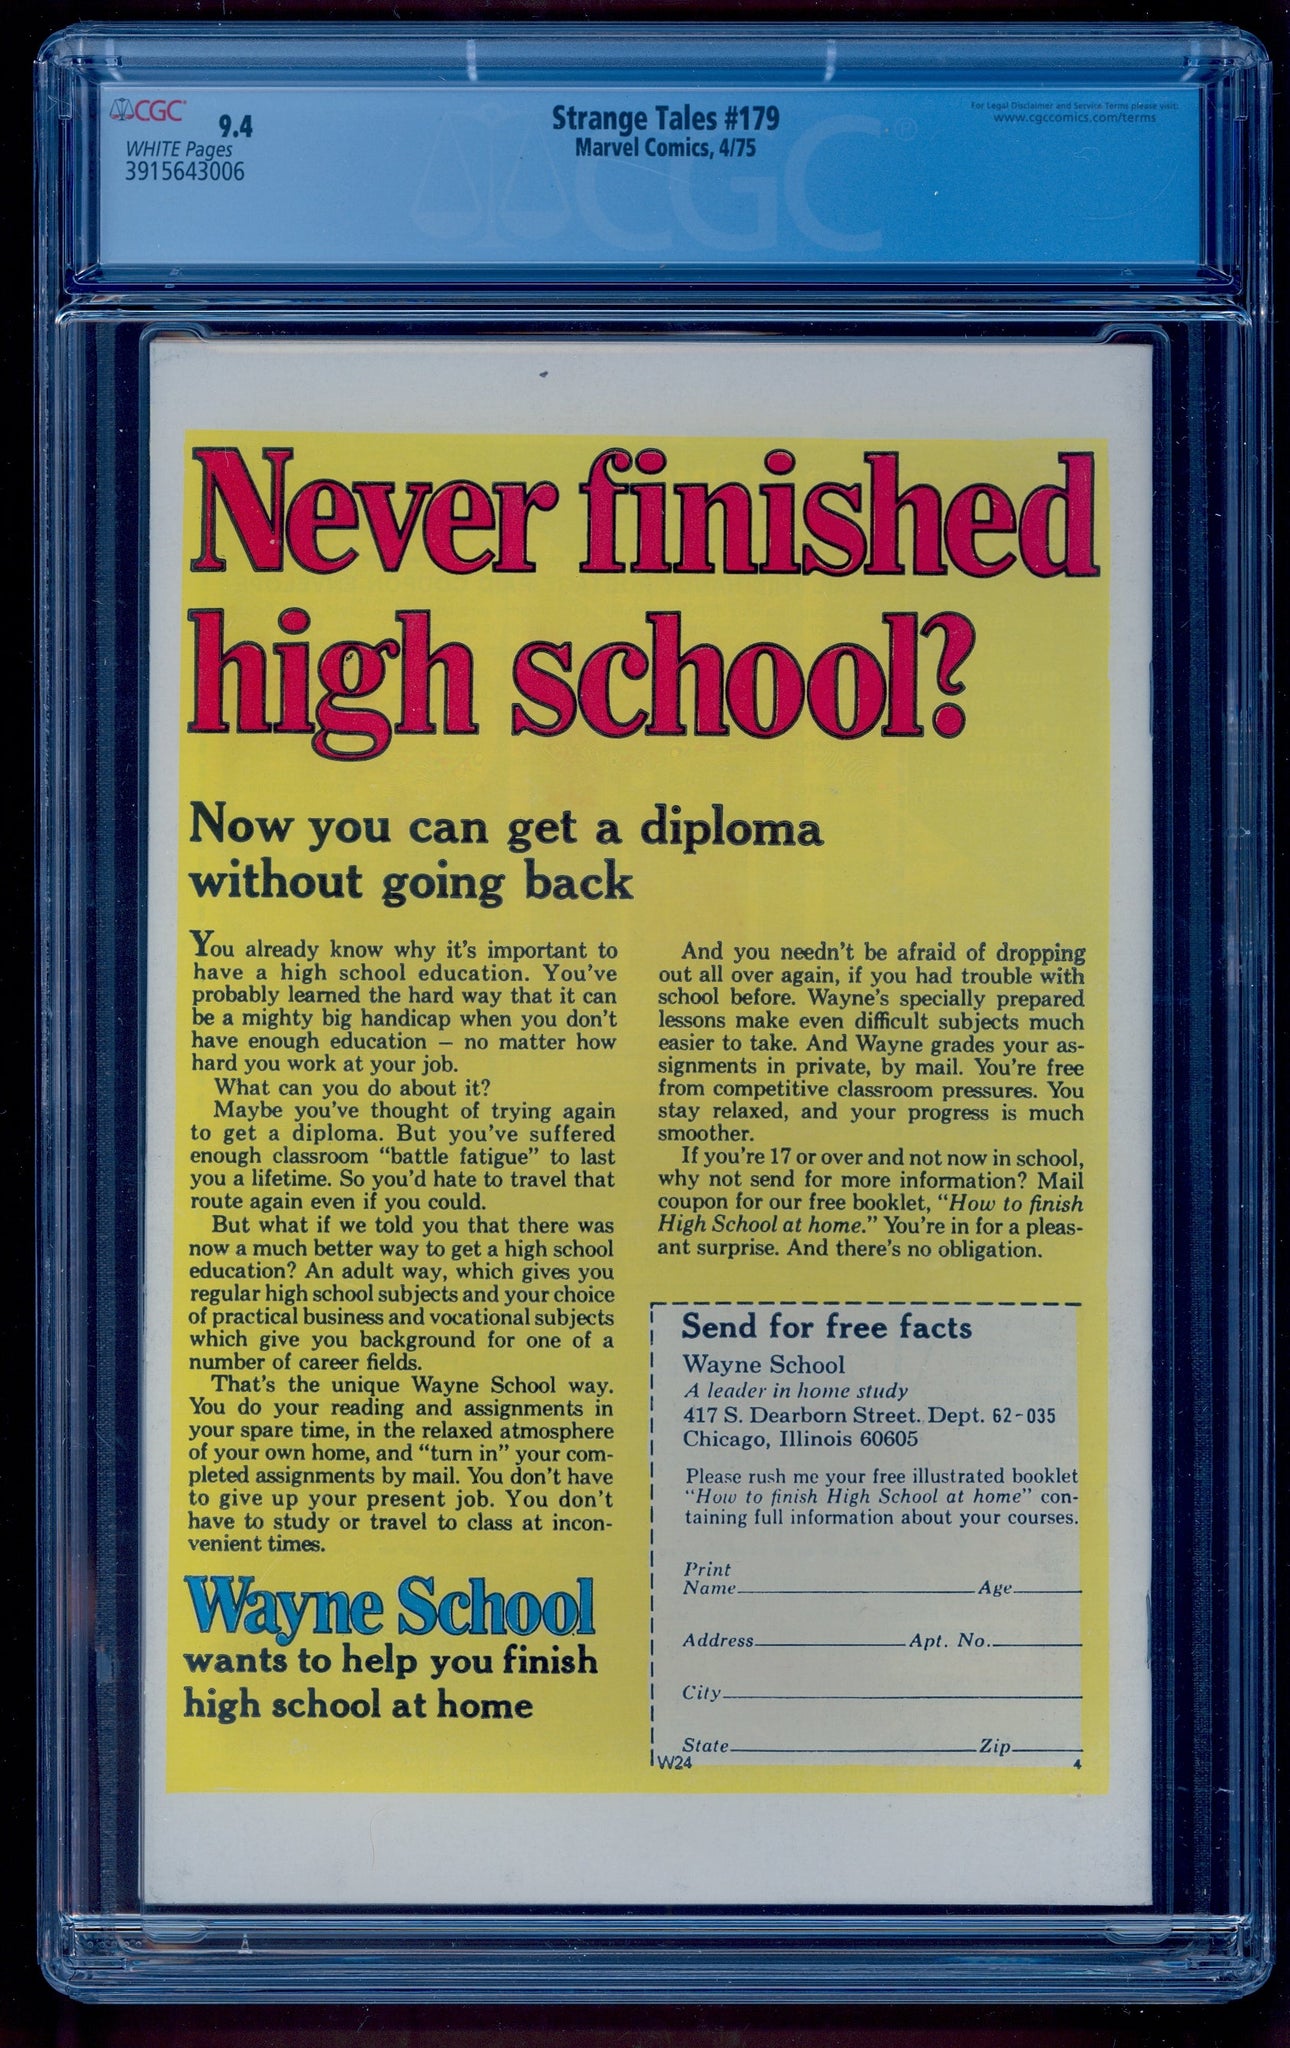 CGC
9.4
WHITE Pages
3915643006
Strange Tales #179
Marvel Comics, 4/75
For Legal Disclaimer and Service Terms please visit:
www.cgccomics.com/terms
CGC
Never finished
high school?
Now you can get a diploma
without going back
You already know why it's important to
have a high school education. You've
probably learned the hard way that it can
be a mighty big handicap when you don't
have enough education — no matter how
hard you work at your job.
What can you do about it?
Maybe you've thought of trying again
to get a diploma. But you've suffered
enough classroom "battle fatigue" to last
you a lifetime. So you'd hate to travel that
route again even if you could.
But what if we told you that there was
now a much better way to get a high school
education? An adult way, which gives you
regular high school subjects and your choice
of practical business and vocational subjects
which give you background for one of a
number of career fields.
That's the unique Wayne School way.
You do your reading and assignments in
your spare time, in the relaxed atmosphere
of your own home, and "turn in" your com-
pleted assignments by mail. You don't have
to give up your present job. You don't
have to study or travel to class at incon-
venient times.
Wayne School
wants to help you finish
high school at home
And you needn't be afraid of dropping
out all over again, if you had trouble with
school before. Wayne's specially prepared
lessons make even difficult subjects much
easier to take. And Wayne grades your as-
signments in private, by mail. You're free
from competitive classroom pressures. You
stay relaxed, and your progress is much
smoother.
If you're 17 or over and not now in school,
why not send for more information? Mail
coupon for our free booklet, "How to finish
High School at home." You're in for a pleas-
ant surprise. And there's no obligation.
Send for free facts
Wayne School
A leader in home study
417 S. Dearborn Street. Dept. 62-035
Chicago, Illinois 60605
Please rush me your free illustrated booklet
"How to finish High School at home" con-
taining full information about your courses.
Print
Name Age
Address Apt. No.
City
State Zip
W24 4